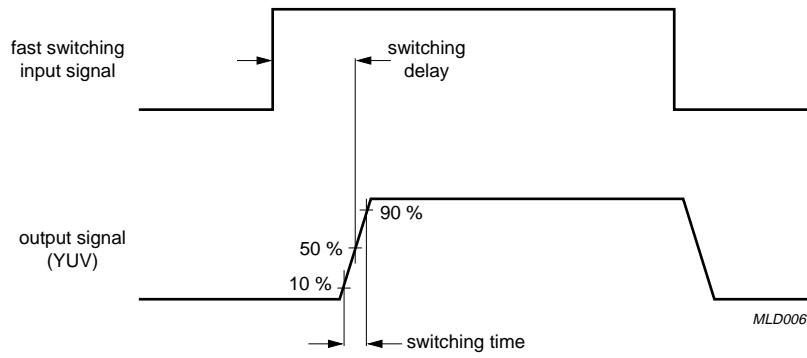 fast switching
input signal
switching
delay
output signal
(YUV)
90 %
50 %
10 %
MLD006
switching time